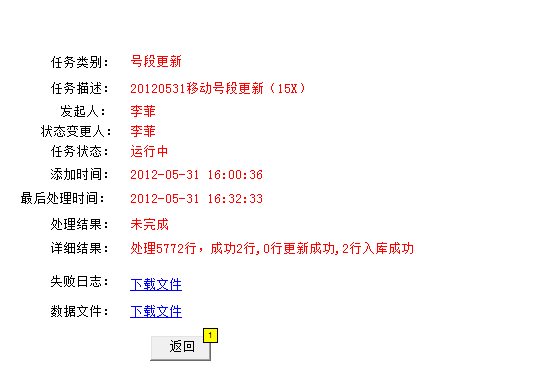 任务类别： 号段更新
任务描述： 20120531移动号段更新（15X）
发起人： 李菲
状态变更人： 李菲
任务状态： 运行中
添加时间： 2012-05-31 16:00:36
最后处理时间： 2012-05-31 16:32:33
处理结果： 未完成
详细结果： 处理5772行，成功2行,0行更新成功,2行入库成功
失败日志： 下载文件
数据文件： 下载文件
返回 1